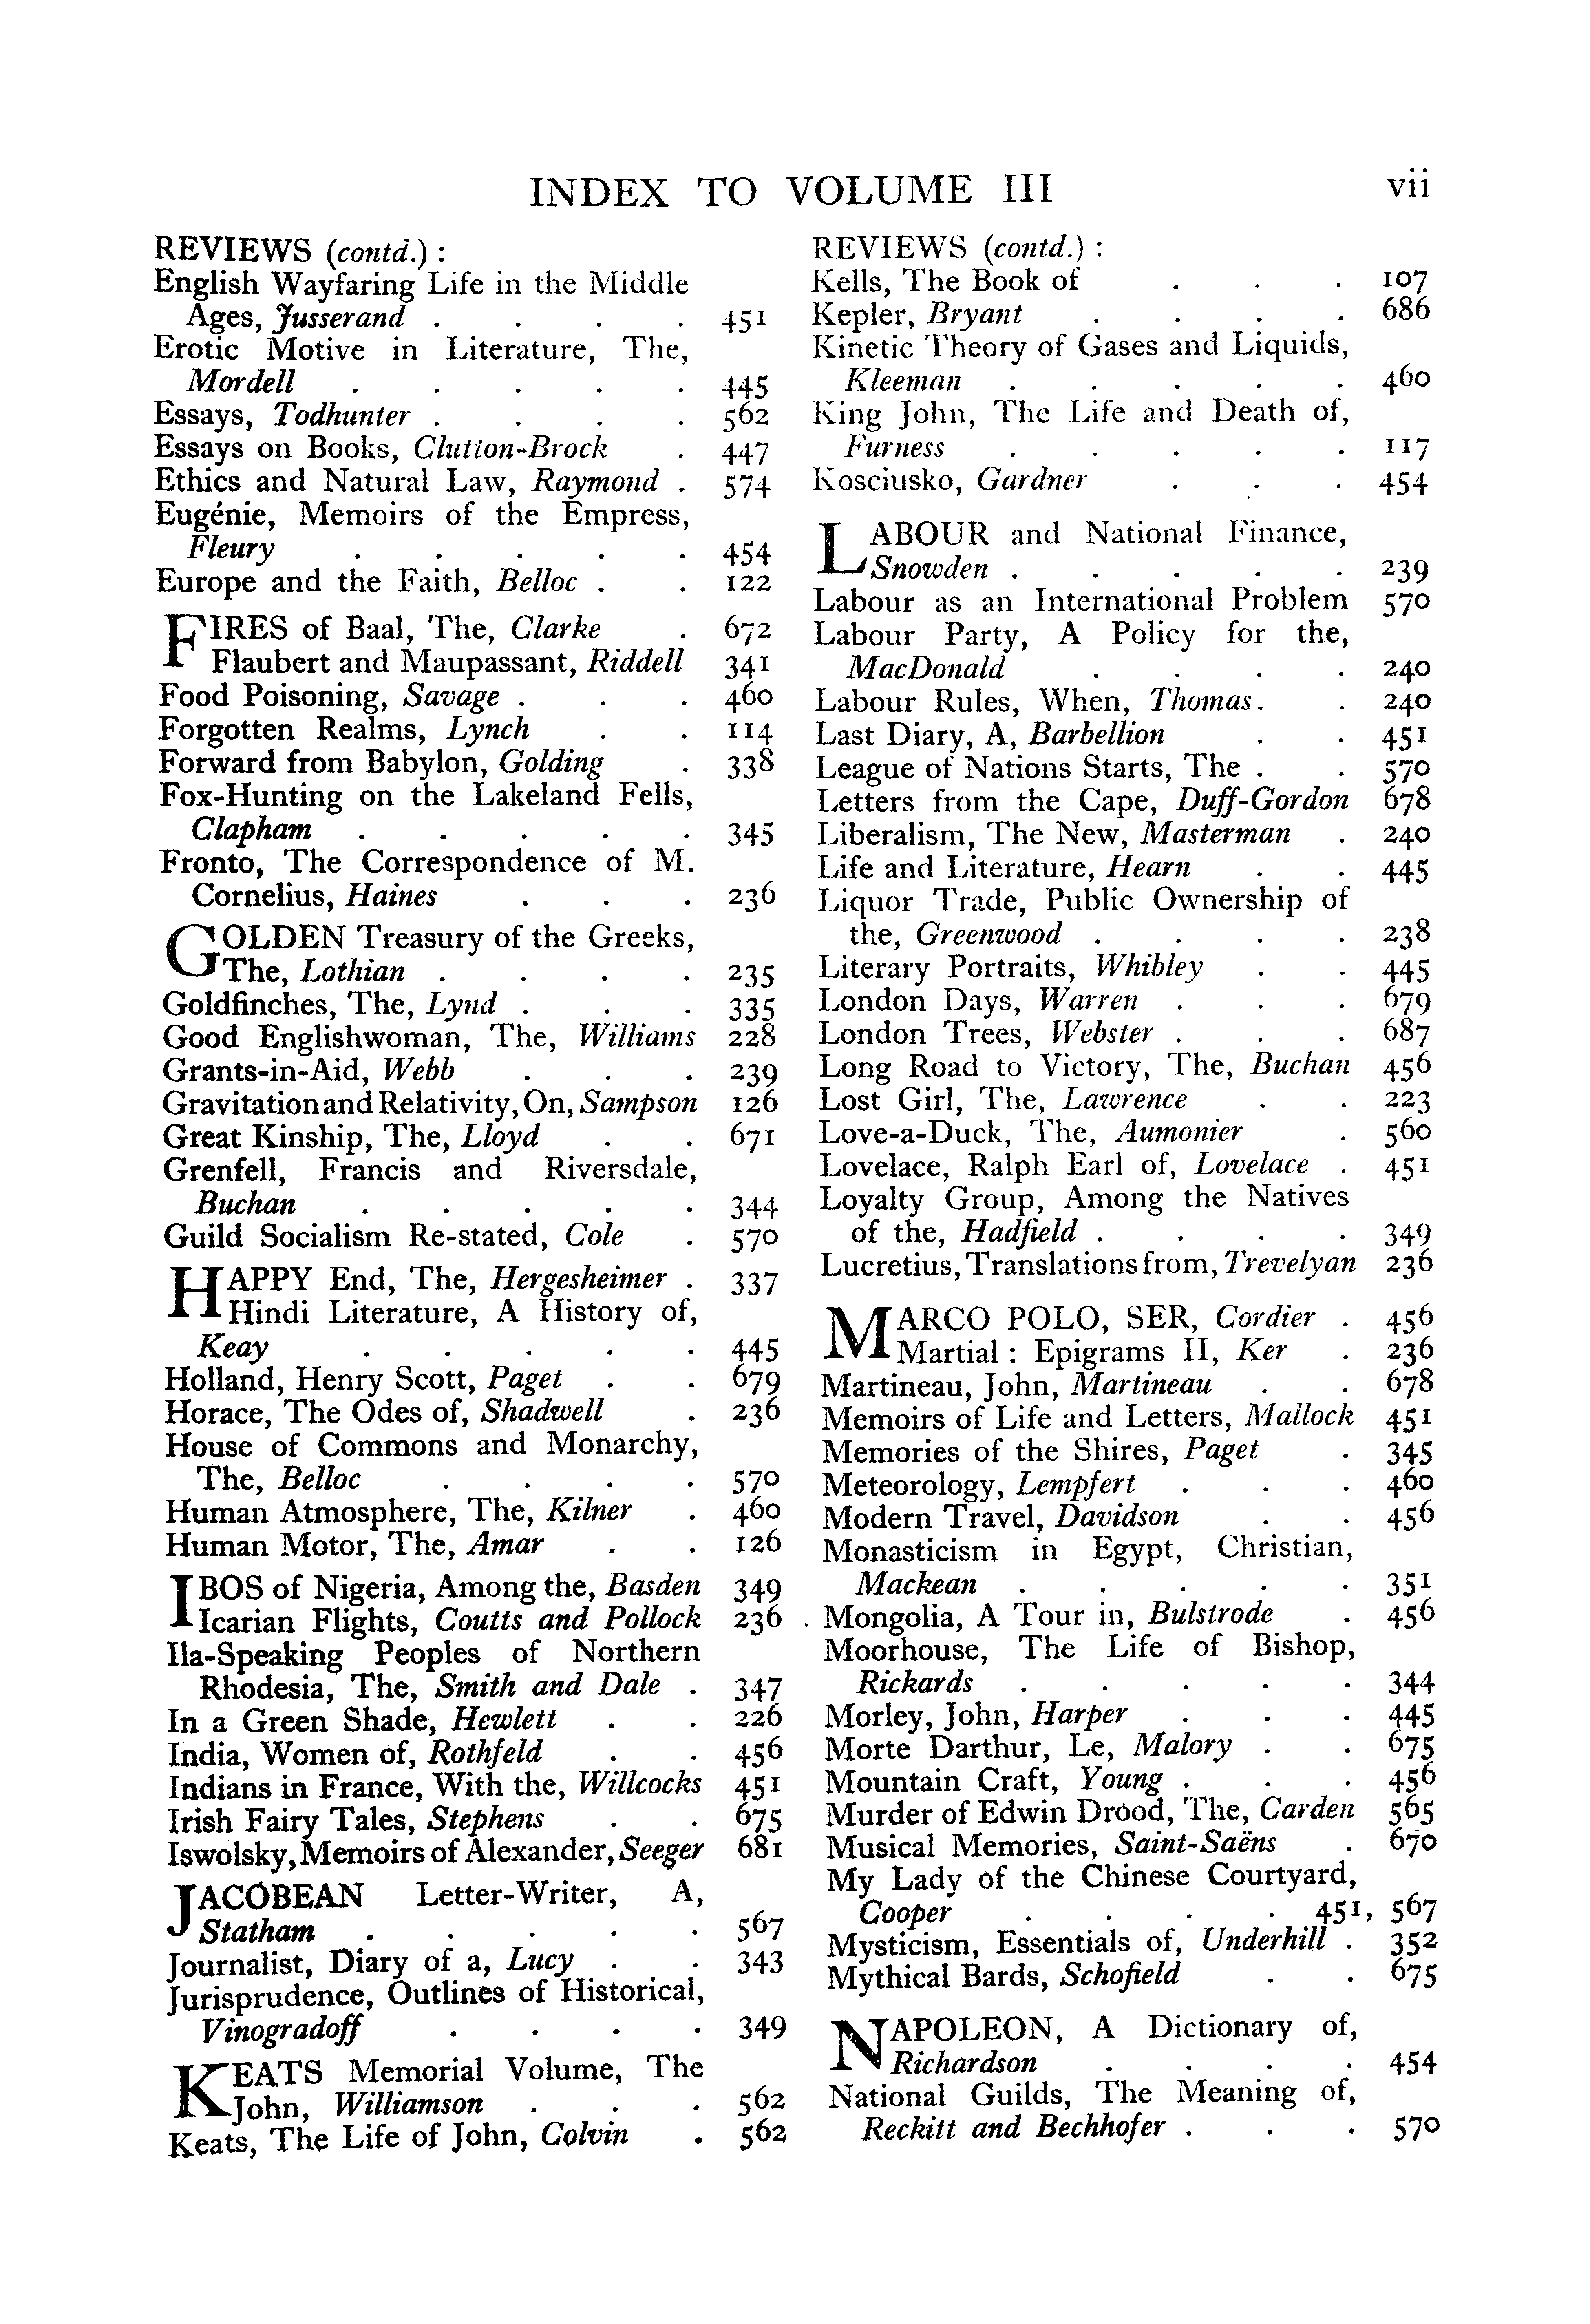 INDEX TO VOLUME III vii
REVIEWS (contd.) :
English Wayfaring Life in the Middle
Ages, Jusserand . . . . 451
Erotic Motive in Literature, The,
Mordell . . . . . 445
Essays, Todhunter . . . . 562
Essays on Books, Clutton-Brock . 447
Ethics and Natural Law, Raymond . 574
Eugénie, Memoirs of the Empress,
Fleury . . . . . 454
Europe and the Faith, Belloc . . 122
FIRES of Baal, The, Clarke . 672
Flaubert and Maupassant, Riddell 341
Food Poisoning, Savage . . . 460
Forgotten Realms, Lynch . . 114
Forward from Babylon, Golding . 338
Fox-Hunting on the Lakeland Fells,
Clapham . . . . . 345
Fronto, The Correspondence of M.
Cornelius, Haines . . . 236
GOLDEN Treasury of the Greeks,
The, Lothian . . . . 235
Goldfinches, The, Lynd . . . 335
Good Englishwoman, The, Williams 228
Grants-in-Aid, Webb . . . 239
Gravitation and Relativity, On, Sampson 126
Great Kinship, The, Lloyd . . 671
Grenfell, Francis and Riversdale,
Buchan . . . . . 344
Guild Socialism Re-stated, Cole . 570
HAPPY End, The, Hergesheimer . 337
Hindi Literature, A History of,
Keay . . . . . 445
Holland, Henry Scott, Paget . . 679
Horace, The Odes of, Shadwell . 236
House of Commons and Monarchy,
The, Belloc . . . . 570
Human Atmosphere, The, Kilner . 460
Human Motor, The, Amar . . 126
IBOS of Nigeria, Among the, Basden 349
Icarian Flights, Coutts and Pollock 236
Ila-Speaking Peoples of Northern
Rhodesia, The, Smith and Dale . 347
In a Green Shade, Hewlett . . 226
India, Women of, Rothfeld . . 456
Indians in France, With the, Willcocks 451
Irish Fairy Tales, Stephens . . 675
Iswolsky, Memoirs of Alexander, Seeger 681
JACOBEAN Letter-Writer, A,
Statham . . . . . 567
Journalist, Diary of a, Lucy . . 343
Jurisprudence, Outlines of Historical,
Vinogradoff . . . . 349
KEATS Memorial Volume, The
John, Williamson . . . 562
Keats, The Life of John, Colvin . 562
REVIEWS (contd.) :
Kells, The Book of . . . 107
Kepler, Bryant . . . . 686
Kinetic Theory of Gases and Liquids,
Kleeman . . . . . 460
King John, The Life and Death of,
Furness . . . . . 117
Kosciusko, Gardner . . . 454
LABOUR and National Finance,
Snowden . . . . . 239
Labour as an International Problem 570
Labour Party, A Policy for the,
MacDonald . . . . 240
Labour Rules, When, Thomas . . 240
Last Diary, A, Barbellion . . 451
League of Nations Starts, The . . 570
Letters from the Cape, Duff-Gordon 678
Liberalism, The New, Masterman . 240
Life and Literature, Hearn . . 445
Liquor Trade, Public Ownership of
the, Greenwood . . . . 238
Literary Portraits, Whibley . . 445
London Days, Warren . . . 679
London Trees, Webster . . . 687
Long Road to Victory, The, Buchan 456
Lost Girl, The, Lawrence . . 223
Love-a-Duck, The, Aumonier . 560
Lovelace, Ralph Earl of, Lovelace . 451
Loyalty Group, Among the Natives
of the, Hadfield . . . . 349
Lucretius, Translations from, Trevelyan 236
MARCO POLO, SER, Cordier . 456
Martial : Epigrams II, Ker . 236
Martineau, John, Martineau . . 678
Memoirs of Life and Letters, Mallock 451
Memories of the Shires, Paget . 345
Meteorology, Lempfert . . . 460
Modern Travel, Davidson . . 456
Monasticism in Egypt, Christian,
Mackean . . . . . 351
Mongolia, A Tour in, Bulstrode . 456
Moorhouse, The Life of Bishop,
Rickards . . . . . 344
Morley, John, Harper . . . 445
Morte Darthur, Le, Malory . . 675
Mountain Craft, Young . . . 456
Murder of Edwin Drood, The, Carden 565
Musical Memories, Saint-Saëns . 670
My Lady of the Chinese Courtyard,
Cooper . . . . 451, 567
Mysticism, Essentials of, Underhill . 352
Mythical Bards, Schofield . . 675
NAPOLEON, A Dictionary of,
Richardson . . . . 454
National Guilds, The Meaning of,
Reckitt and Bechhofer . . . 570